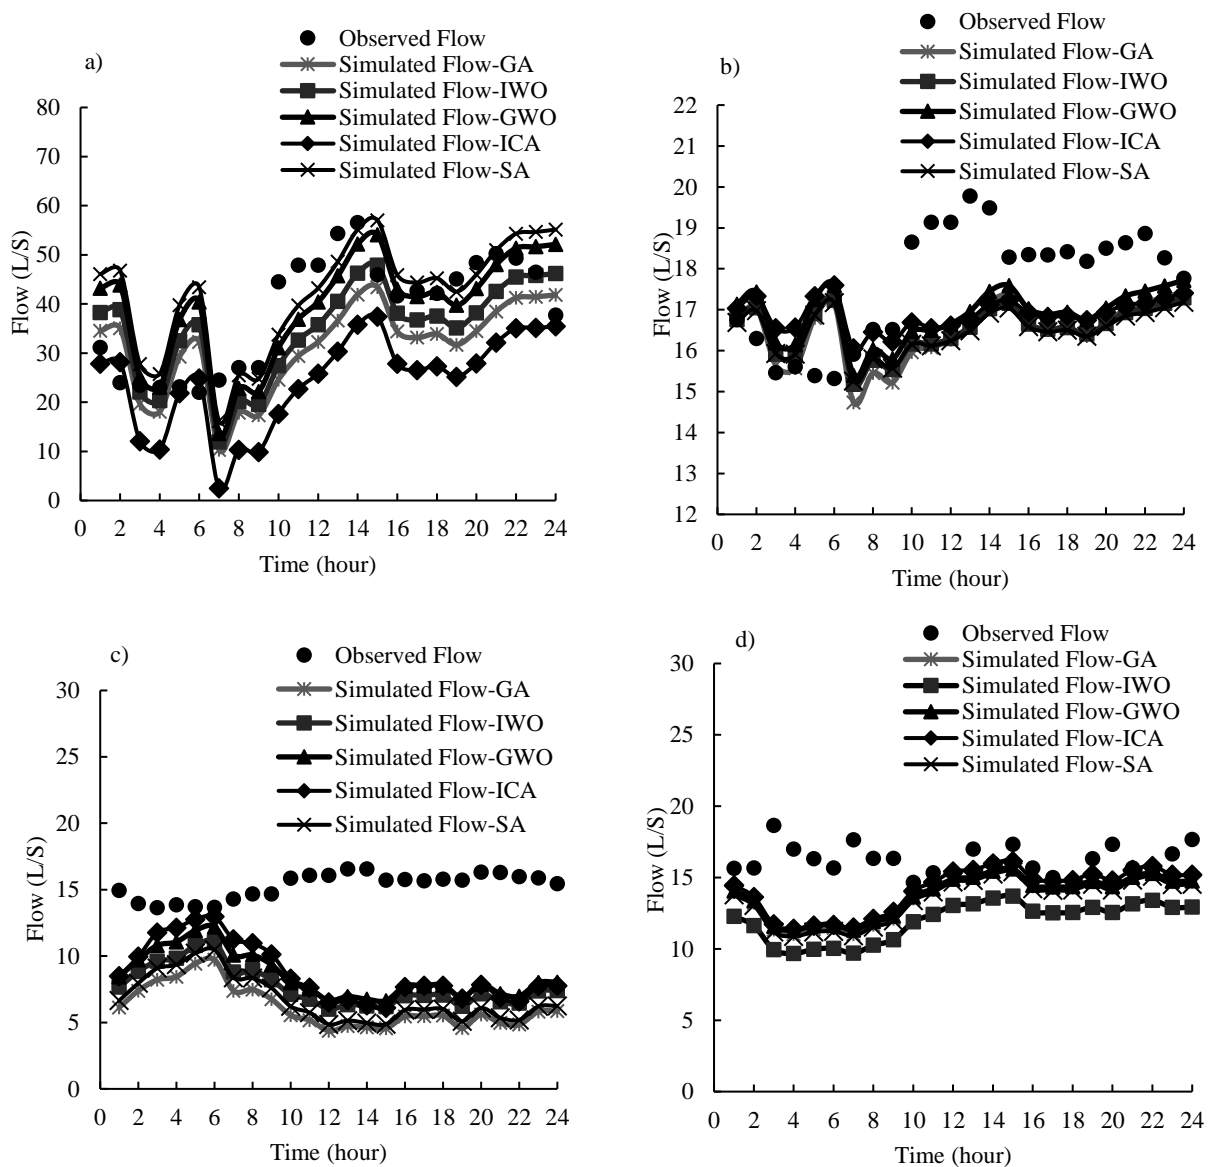 a)
Observed Flow
Simulated Flow-GA
Simulated Flow-IWO
Simulated Flow-GWO
Simulated Flow-ICA
Simulated Flow-SA
Flow (L/S)
80
70
60
50
40
30
20
10
0
0 2 4 6 8 10 12 14 16 18 20 22 24
Time (hour)
b)
Observed Flow
Simulated Flow-GA
Simulated Flow-IWO
Simulated Flow-GWO
Simulated Flow-ICA
Simulated Flow-SA
Flow (L/S)
22
21
20
19
18
17
16
15
14
13
12
0 2 4 6 8 10 12 14 16 18 20 22 24
Time (hour)
c)
Observed Flow
Simulated Flow-GA
Simulated Flow-IWO
Simulated Flow-GWO
Simulated Flow-ICA
Simulated Flow-SA
Flow (L/S)
30
25
20
15
10
5
0
0 2 4 6 8 10 12 14 16 18 20 22 24
Time (hour)
d)
Observed Flow
Simulated Flow-GA
Simulated Flow-IWO
Simulated Flow-GWO
Simulated Flow-ICA
Simulated Flow-SA
Flow (L/S)
30
25
20
15
10
5
0
0 2 4 6 8 10 12 14 16 18 20 22 24
Time (hour)